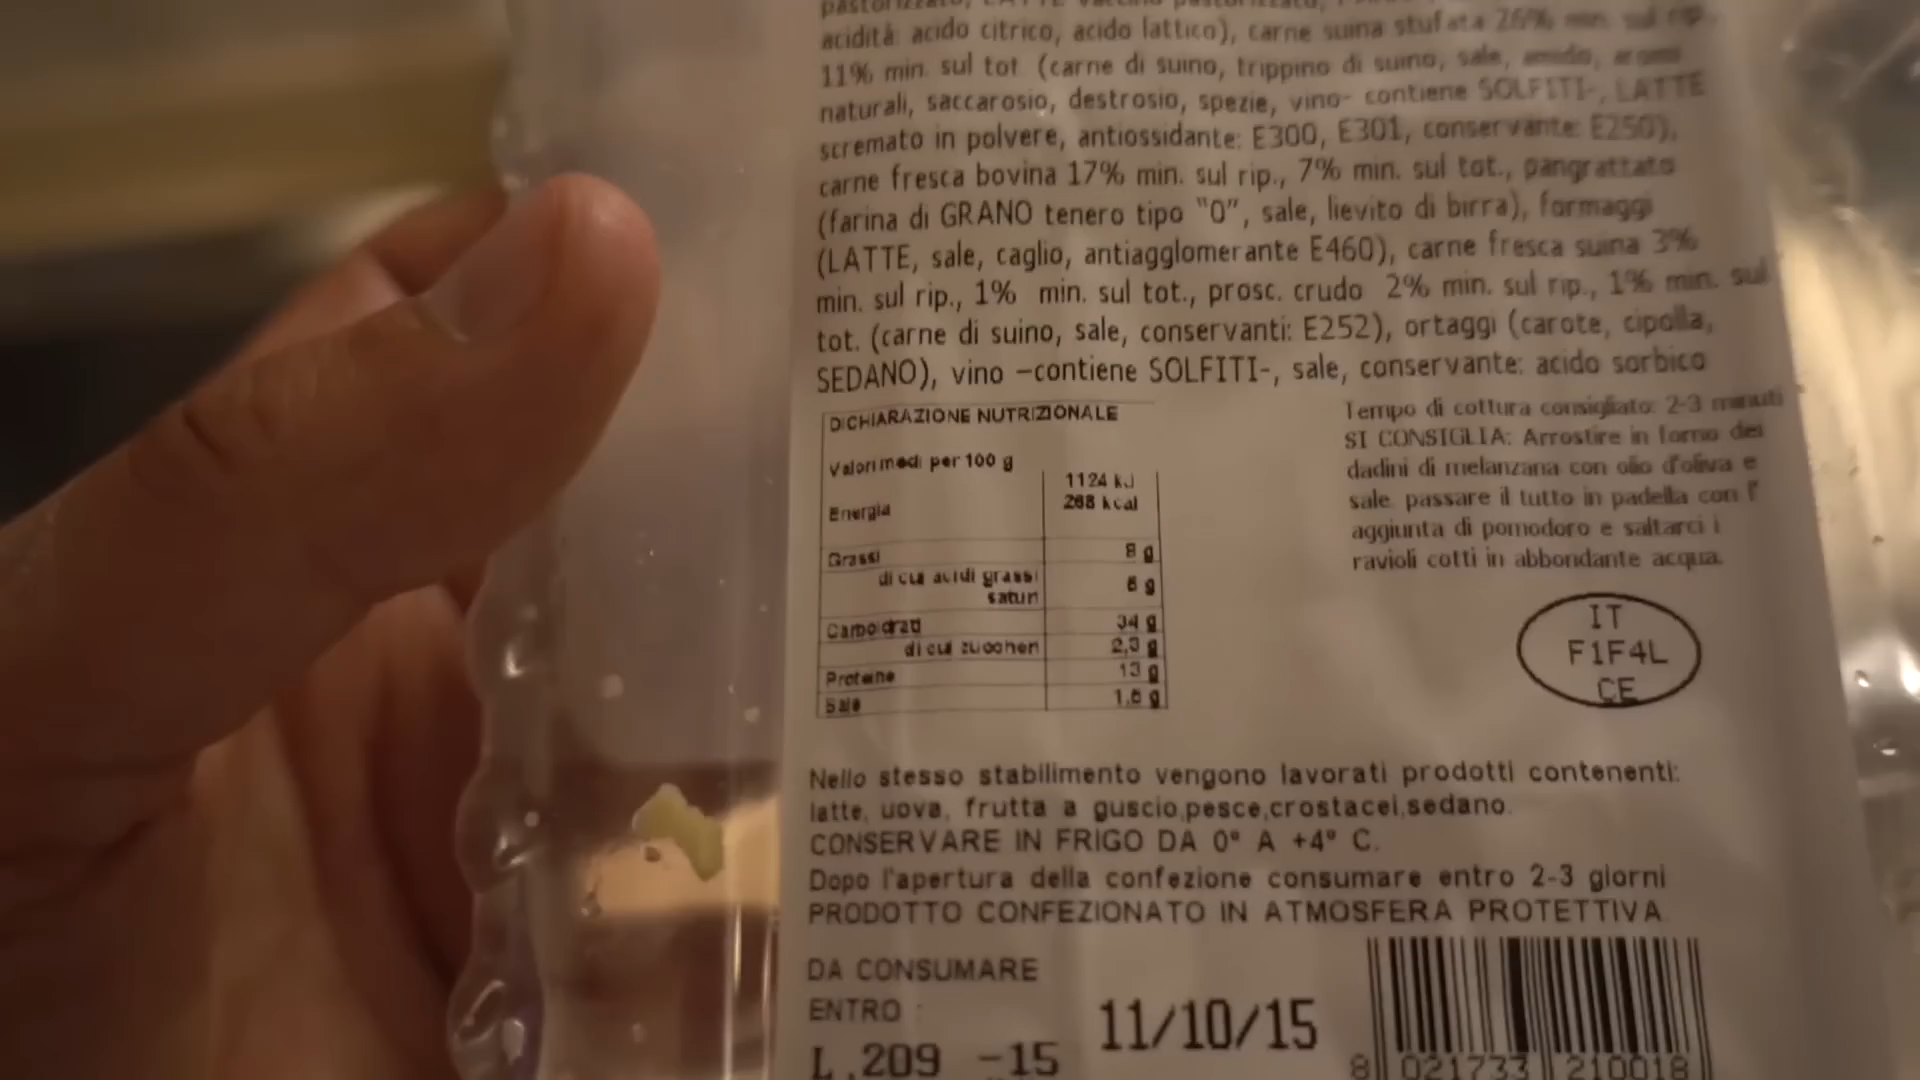 acidità: acido citrico, acido lattico), carne suina stufata 26% min. sul rip.
11% min. sul tot. (carne di suino, trippino di suino, sale, amido, aromi
naturali, saccarosio, destrosio, spezie, vino- contiene SOLFITI-, LATTE
scremato in polvere, antiossidante: E300, E301, conservante: E250),
carne fresca bovina 17% min. sul rip., 7% min. sul tot., pangrattato
(farina di GRANO tenero tipo "0", sale, lievito di birra), formaggi
(LATTE, sale, caglio, antiagglomerante E460), carne fresca suina 3%
min. sul rip., 1% min. sul tot., prosc. crudo 2% min. sul rip., 1% min. sul
tot. (carne di suino, sale, conservanti: E252), ortaggi (carote, cipolla,
SEDANO), vino –contiene SOLFITI-, sale, conservante: acido sorbico
DICHIARAZIONE NUTRIZIONALE
Valori medi per 100 g
Energia 1124 kJ
268 kcal
Grassi 8 g
di cui acidi grassi
saturi g
Carboidrati 34 g
di cui zuccheri 2,3 g
Proteine 13 g
Sale g
Tempo di cottura consigliato: 2-3 minuti
SI CONSIGLIA: Arrostire in forno dei
dadini di melanzana con olio d'oliva e
sale. passare il tutto in padella con l'
aggiunta di pomodoro e saltarci i
ravioli cotti in abbondante acqua.
IT
F1F4L
CE
Nello stesso stabilimento vengono lavorati prodotti contenenti:
latte, uova, frutta a guscio,pesce,crostacei,sedano.
CONSERVARE IN FRIGO DA 0° A +4° C.
Dopo l'apertura della confezione consumare entro 2-3 giorni
PRODOTTO CONFEZIONATO IN ATMOSFERA PROTETTIVA
DA CONSUMARE
ENTRO : 11/10/15
L.209 -15
8 021733 210018